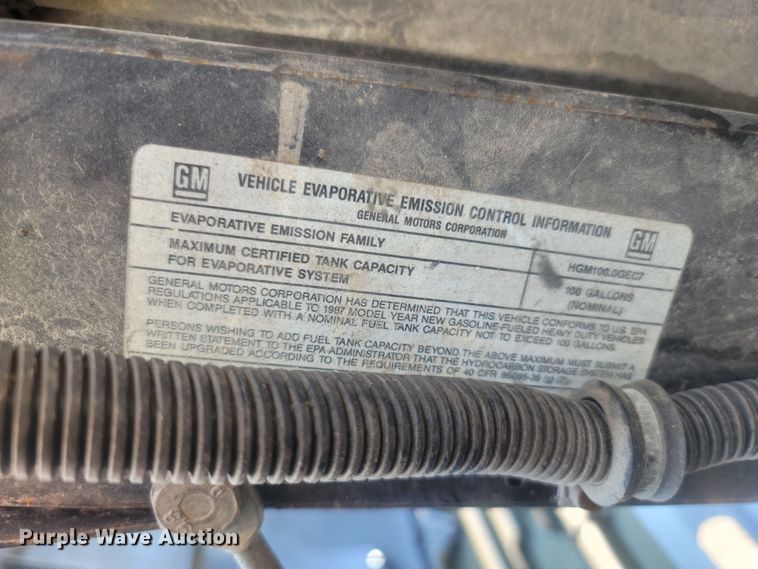 GM
VEHICLE EVAPORATIVE EMISSION CONTROL INFORMATION
GENERAL MOTORS CORPORATION
GM
EVAPORATIVE EMISSION FAMILY
HGM100.0GEC7
MAXIMUM CERTIFIED TANK CAPACITY
FOR EVAPORATIVE SYSTEM
100 GALLONS
(NOMINAL)
GENERAL MOTORS CORPORATION HAS DETERMINED THAT THIS VEHICLE CONFORMS TO U.S. EPA
REGULATIONS APPLICABLE TO 1987 MODEL YEAR NEW GASOLINE-FUELED HEAVY DUTY VEHICLES
WHEN COMPLETED WITH A NOMINAL FUEL TANK CAPACITY NOT TO EXCEED 100 GALLONS.
PERSONS WISHING TO ADD FUEL TANK CAPACITY BEYOND THE ABOVE MAXIMUM MUST SUBMIT A
WRITTEN STATEMENT TO THE EPA ADMINISTRATOR THAT THE HYDROCARBON STORAGE SYSTEM HAS
BEEN UPGRADED ACCORDING TO THE REQUIREMENTS OF 40 CFR
Purple Wave Auction